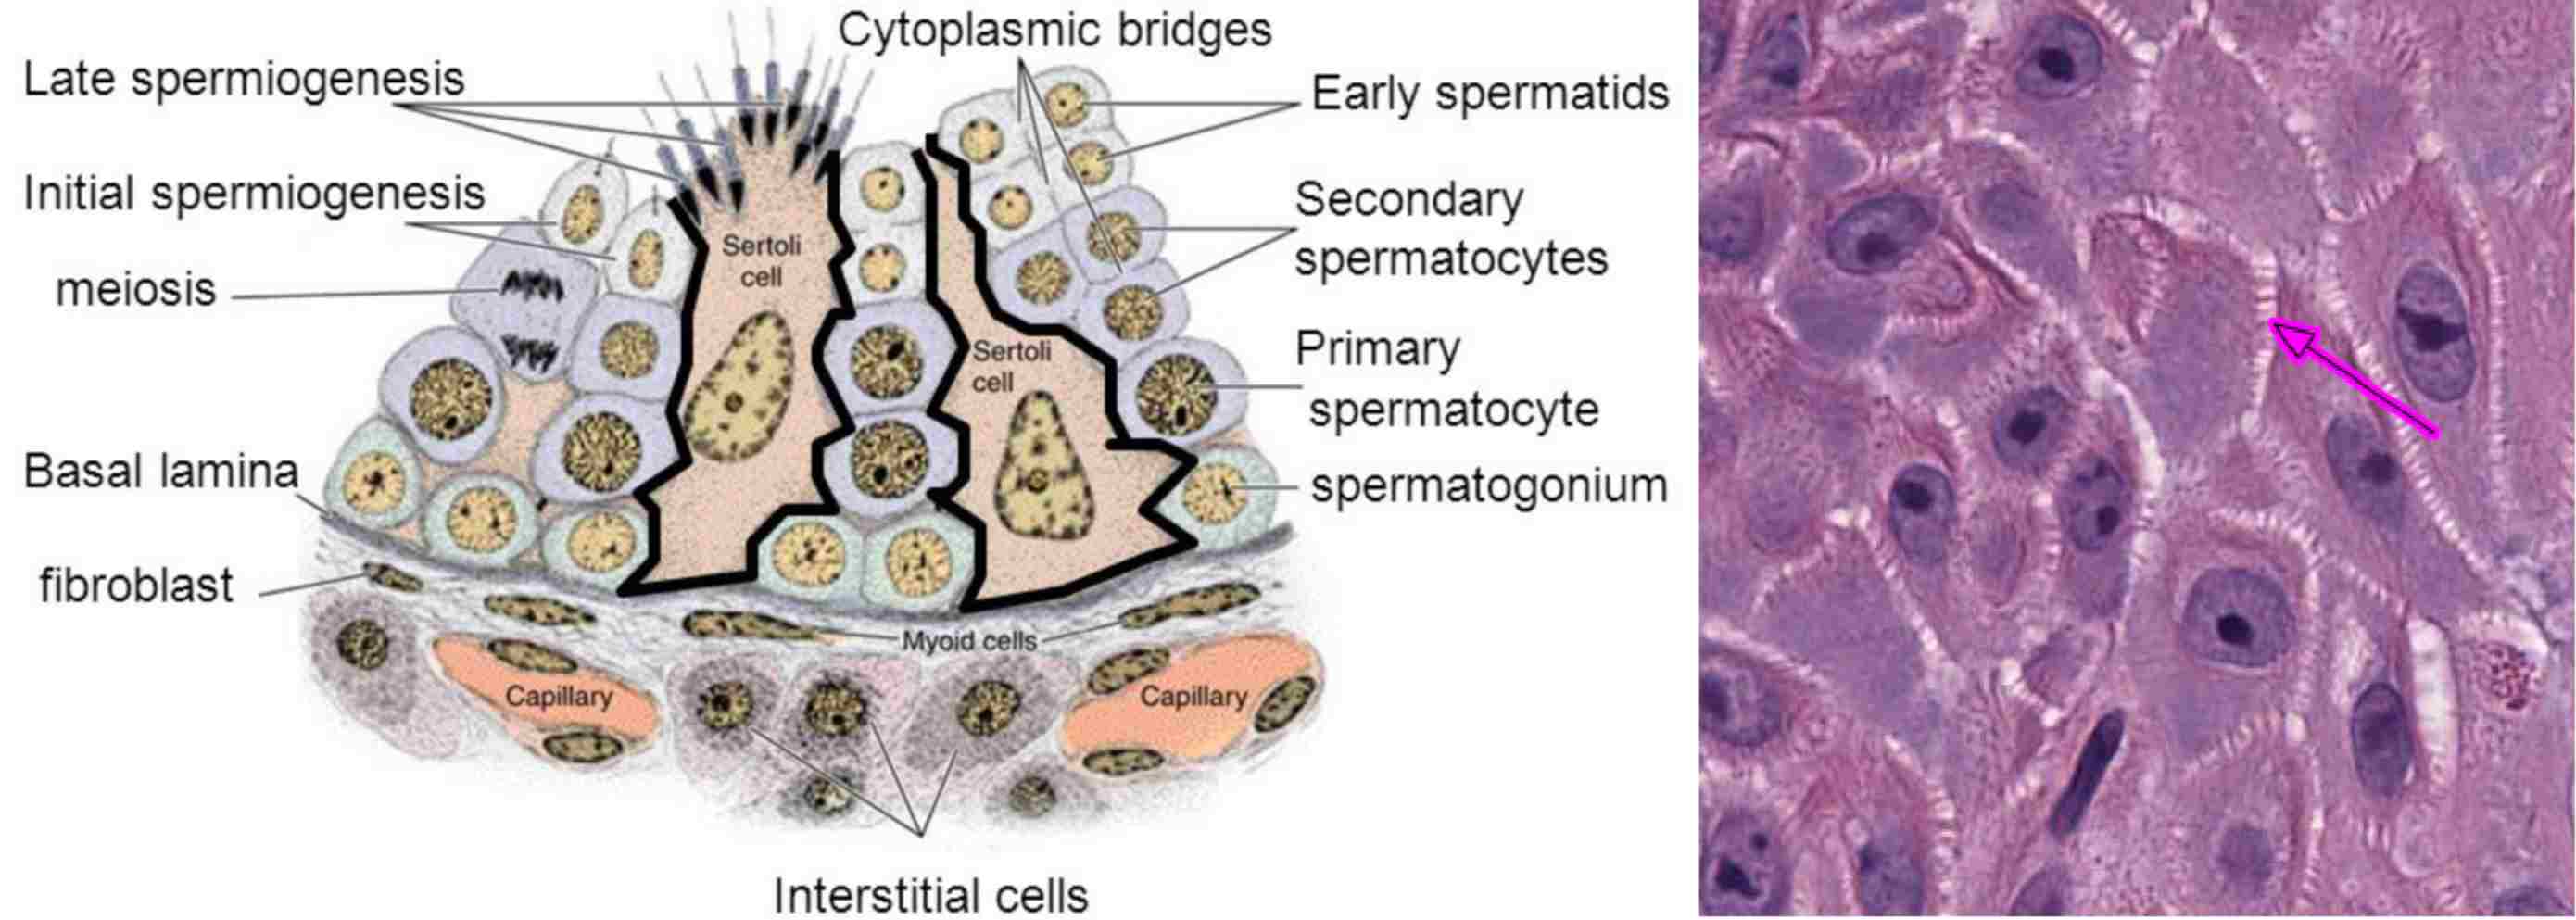 Cytoplasmic bridges
Late spermiogenesis
Early spermatids
Initial spermiogenesis
Secondary
spermatocytes
Sertoli
cell
meiosis
Sertoli
cell
Primary
spermatocyte
Basal lamina
spermatogonium
fibroblast
Myoid cells
Capillary
Capillary
Interstitial cells